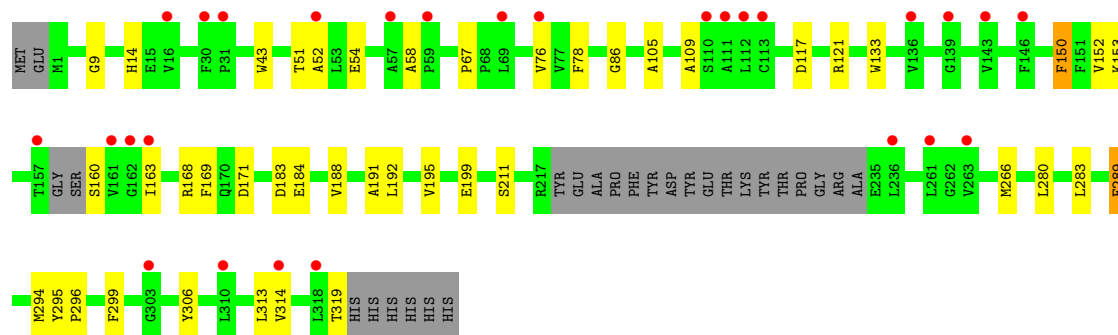 MET GLU M1 G9 H14 E15 V16 F30 P31 W43 T51 A52 L53 E54 A57 A58 P59 P67 P68 L69 V76 V77 F78 G86 A105 A109 S110 A111 L112 C113 D117 R121 W133 V136 G139 V143 F146 F150 F151 V152 K153
T157 GLY SER S160 V161 G162 I163 R168 F169 Q170 D171 D183 E184 V188 A191 L192 V195 E199 S211 R217 TYR GLU ALA PRO PHE TYR ASP TYR GLU THR LYS TYR THR PRO GLY ARG ALA E235 L236 L261 G262 V263 M266 L280 L283
M294 Y295 P296 F299 G303 Y306 L310 L313 V314 L318 T319 HIS HIS HIS HIS HIS HIS